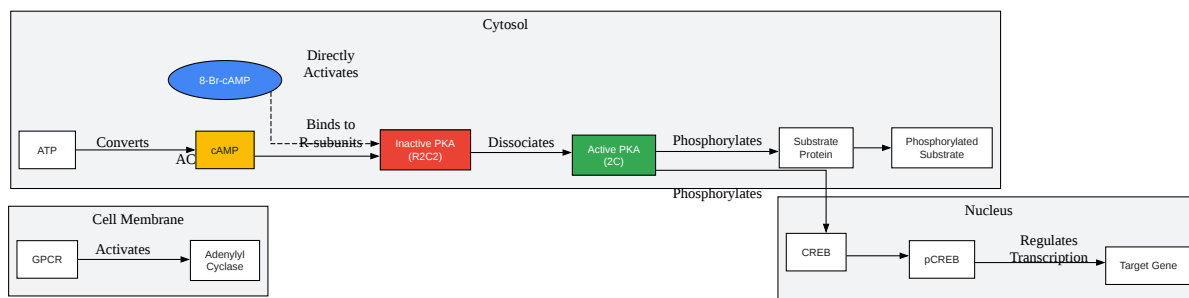 Cytosol
Directly
Activates
8-Br-cAMP
Binds to
R-subunits
ATP
Converts
AC
cAMP
Inactive PKA
(R2C2)
Dissociates
Active PKA
(2C)
Phosphorylates
Substrate
Protein
Phosphorylated
Substrate
Phosphorylates
Cell Membrane
GPCR
Activates
Adenylyl
Cyclase
Nucleus
CREB
pCREB
Regulates
Transcription
Target Gene